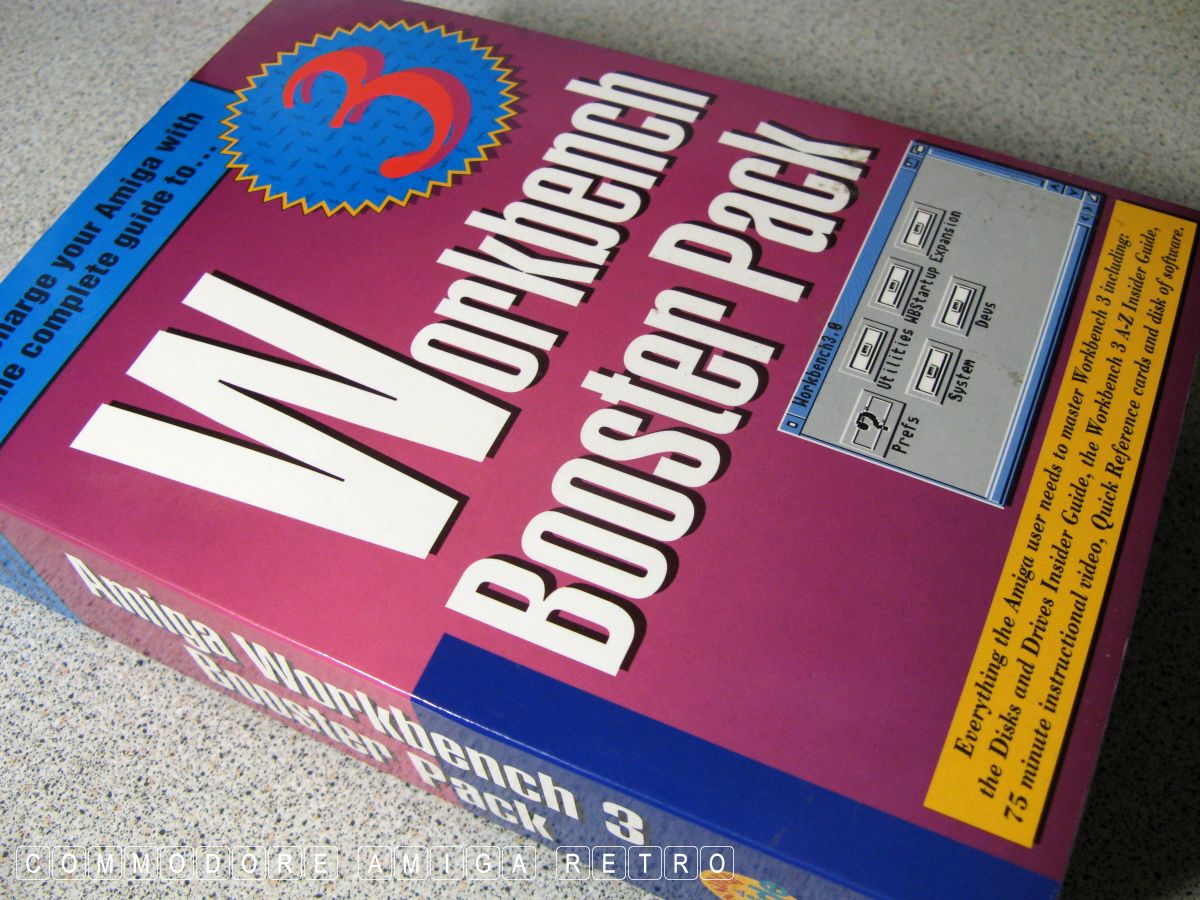 harge your Amiga with
complete guide to...
3
Workbench
Booster Pack
Workbench3.0
Prefs
Utilities
WBStartup
Expansion
System
Devs
Everything the Amiga user needs to master Workbench 3 including:
the Disks and Drives Insider Guide, the Workbench 3 A-Z Insider Guide,
75 minute instructional video, Quick Reference cards and disk of software.
Amiga Workbench 3
Booster Pack
COMMODORE AMIGA RETRO